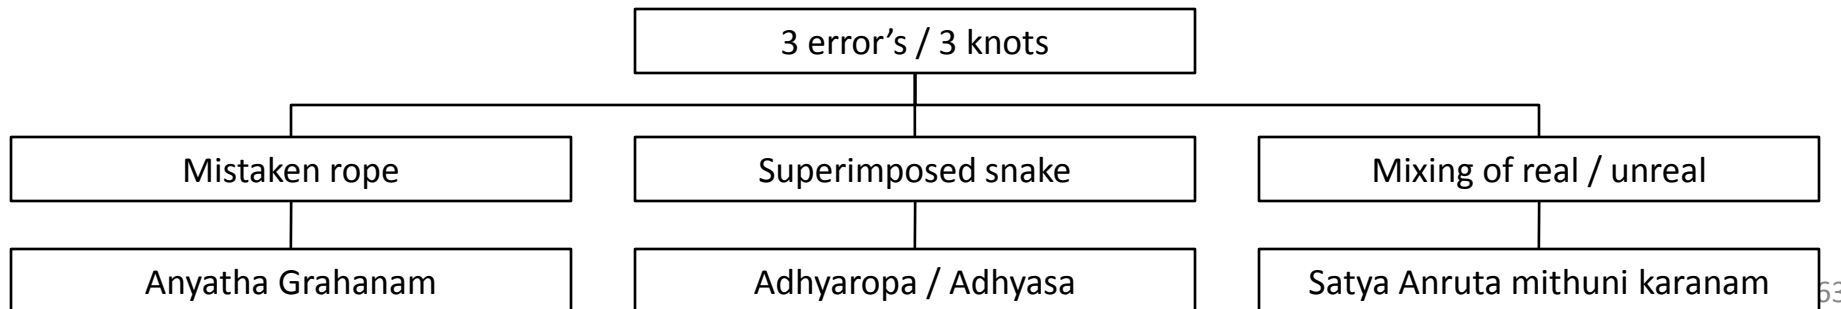 3 error’s / 3 knots
Mistaken rope
Superimposed snake
Mixing of real / unreal
Anyatha Grahanam
Adhyaropa / Adhyasa
Satya Anruta mithuni karanam
63